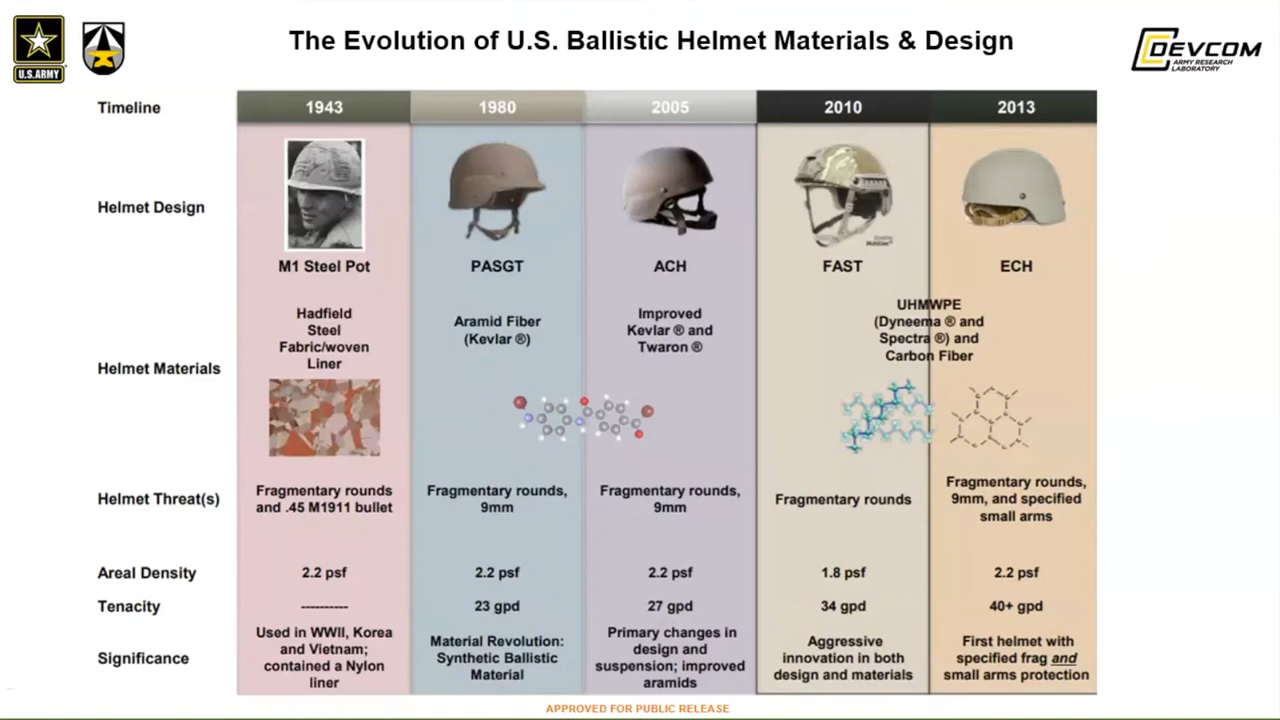 The Evolution of U.S. Ballistic Helmet Materials & Design
U.S.ARMY
DEVCOM
ARMY RESEARCH
LABORATORY
Timeline
1943
1980
2005
2010
2013
Helmet Design
M1 Steel Pot
PASGT
ACH
FAST
ECH
Helmet Materials
Hadfield
Steel
Fabric/woven
Liner
Aramid Fiber
(Kevlar ®)
Improved
Kevlar ® and
Twaron ®
UHMWPE
(Dyneema ® and
Spectra ®) and
Carbon Fiber
Helmet Threat(s)
Fragmentary rounds
and .45 M1911 bullet
Fragmentary rounds,
9mm
Fragmentary rounds,
9mm
Fragmentary rounds
Fragmentary rounds,
9mm, and specified
small arms
Areal Density
2.2 psf
2.2 psf
2.2 psf
1.8 psf
2.2 psf
Tenacity
----------
23 gpd
27 gpd
34 gpd
40+ gpd
Significance
Used in WWII, Korea
and Vietnam;
contained a Nylon
liner
Material Revolution:
Synthetic Ballistic
Material
Primary changes in
design and
suspension; improved
aramids
Aggressive
innovation in both
design and materials
First helmet with
specified frag and
small arms protection
APPROVED FOR PUBLIC RELEASE